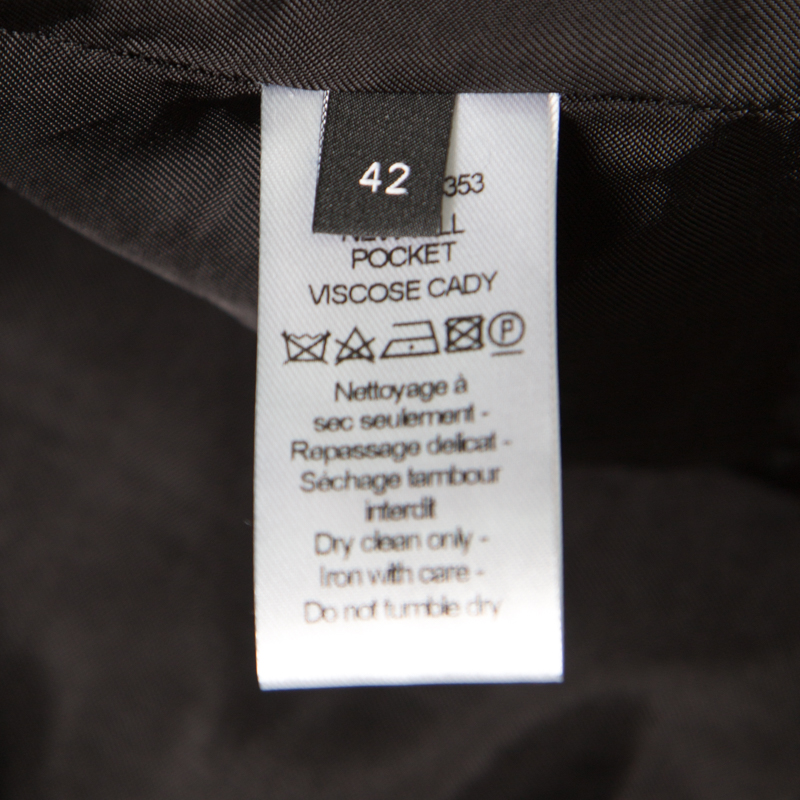 42
353
POCKET
VISCOSE CADY
P
Nettoyage à
sec seulement -
Repassage délicat -
Séchage tambour
interdit
Dry clean only -
Iron with care -
Do not tumble dry